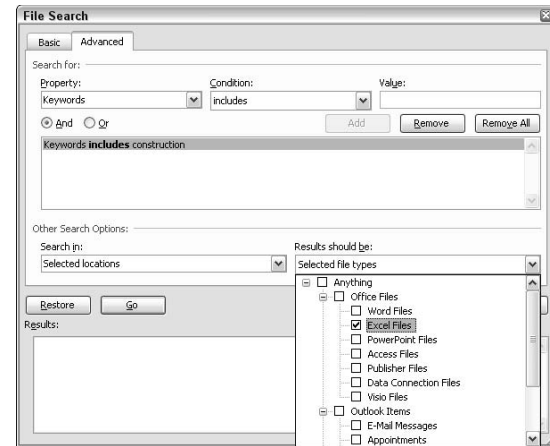 File Search
Basic Advanced
Search for:
Property: Condition: Value:
Keywords includes
And Or Add Remove Remove All
Keywords includes construction
Other Search Options:
Search in: Results should be:
Selected locations Selected file types
Anything
Office Files
Restore Go
Word Files
Results:
Excel Files
PowerPoint Files
Access Files
Publisher Files
Data Connection Files
Visio Files
Outlook Items
E-Mail Messages
Appointments